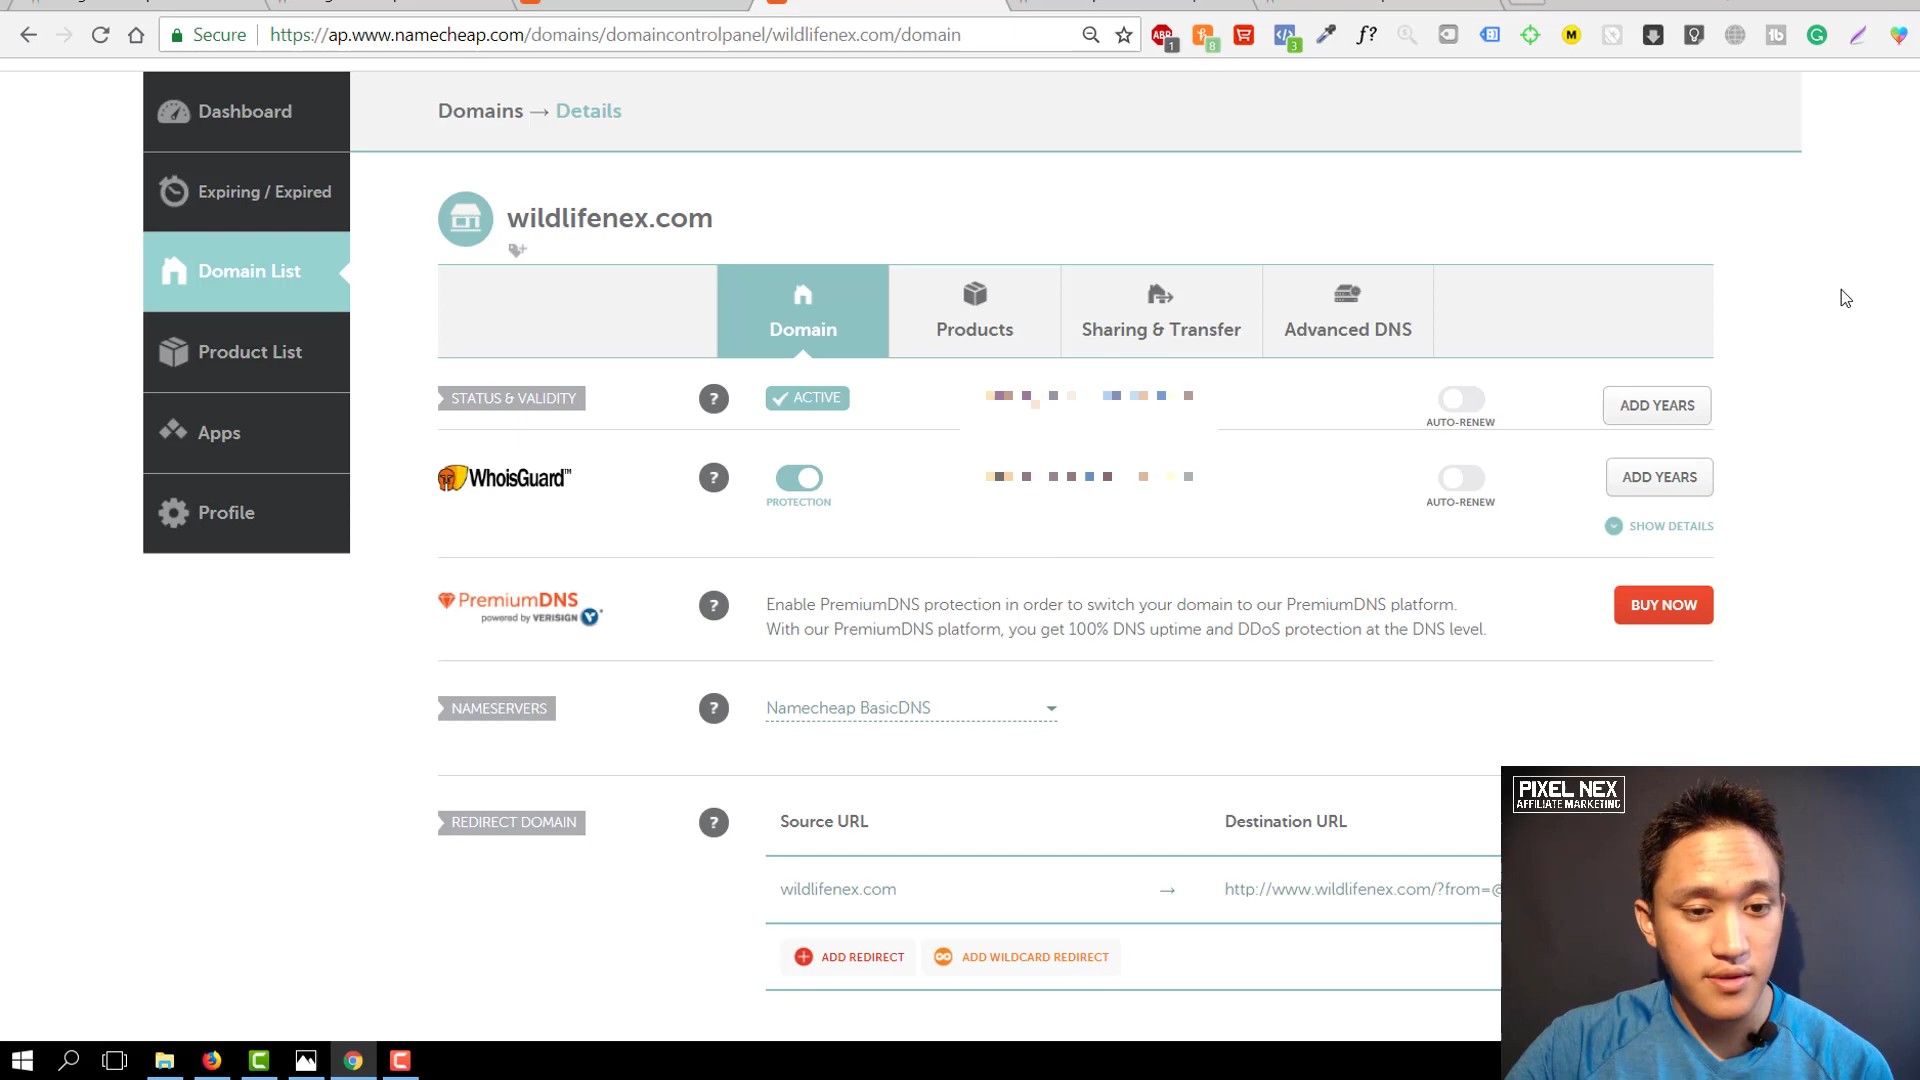 Secure https://ap.www.namecheap.com/domains/domaincontrolpanel/wildlifenex.com/domain
ABP 1 8 3 f? M
Dashboard
Expiring / Expired
Domain List
Product List
Apps
Profile
Domains → Details
wildlifenex.com
Domain
Products
Sharing & Transfer
Advanced DNS
STATUS & VALIDITY ? ACTIVE AUTO-RENEW ADD YEARS
WhoisGuard™ ? PROTECTION AUTO-RENEW ADD YEARS
SHOW DETAILS
PremiumDNS
powered by VERISIGN
? Enable PremiumDNS protection in order to switch your domain to our PremiumDNS platform.
With our PremiumDNS platform, you get 100% DNS uptime and DDoS protection at the DNS level.
BUY NOW
NAMESERVERS ? Namecheap BasicDNS
REDIRECT DOMAIN ? Source URL Destination URL
wildlifenex.com → http://www.wildlifenex.com/?from=@
ADD REDIRECT ADD WILDCARD REDIRECT
PIXEL NEX
AFFILIATE MARKETING